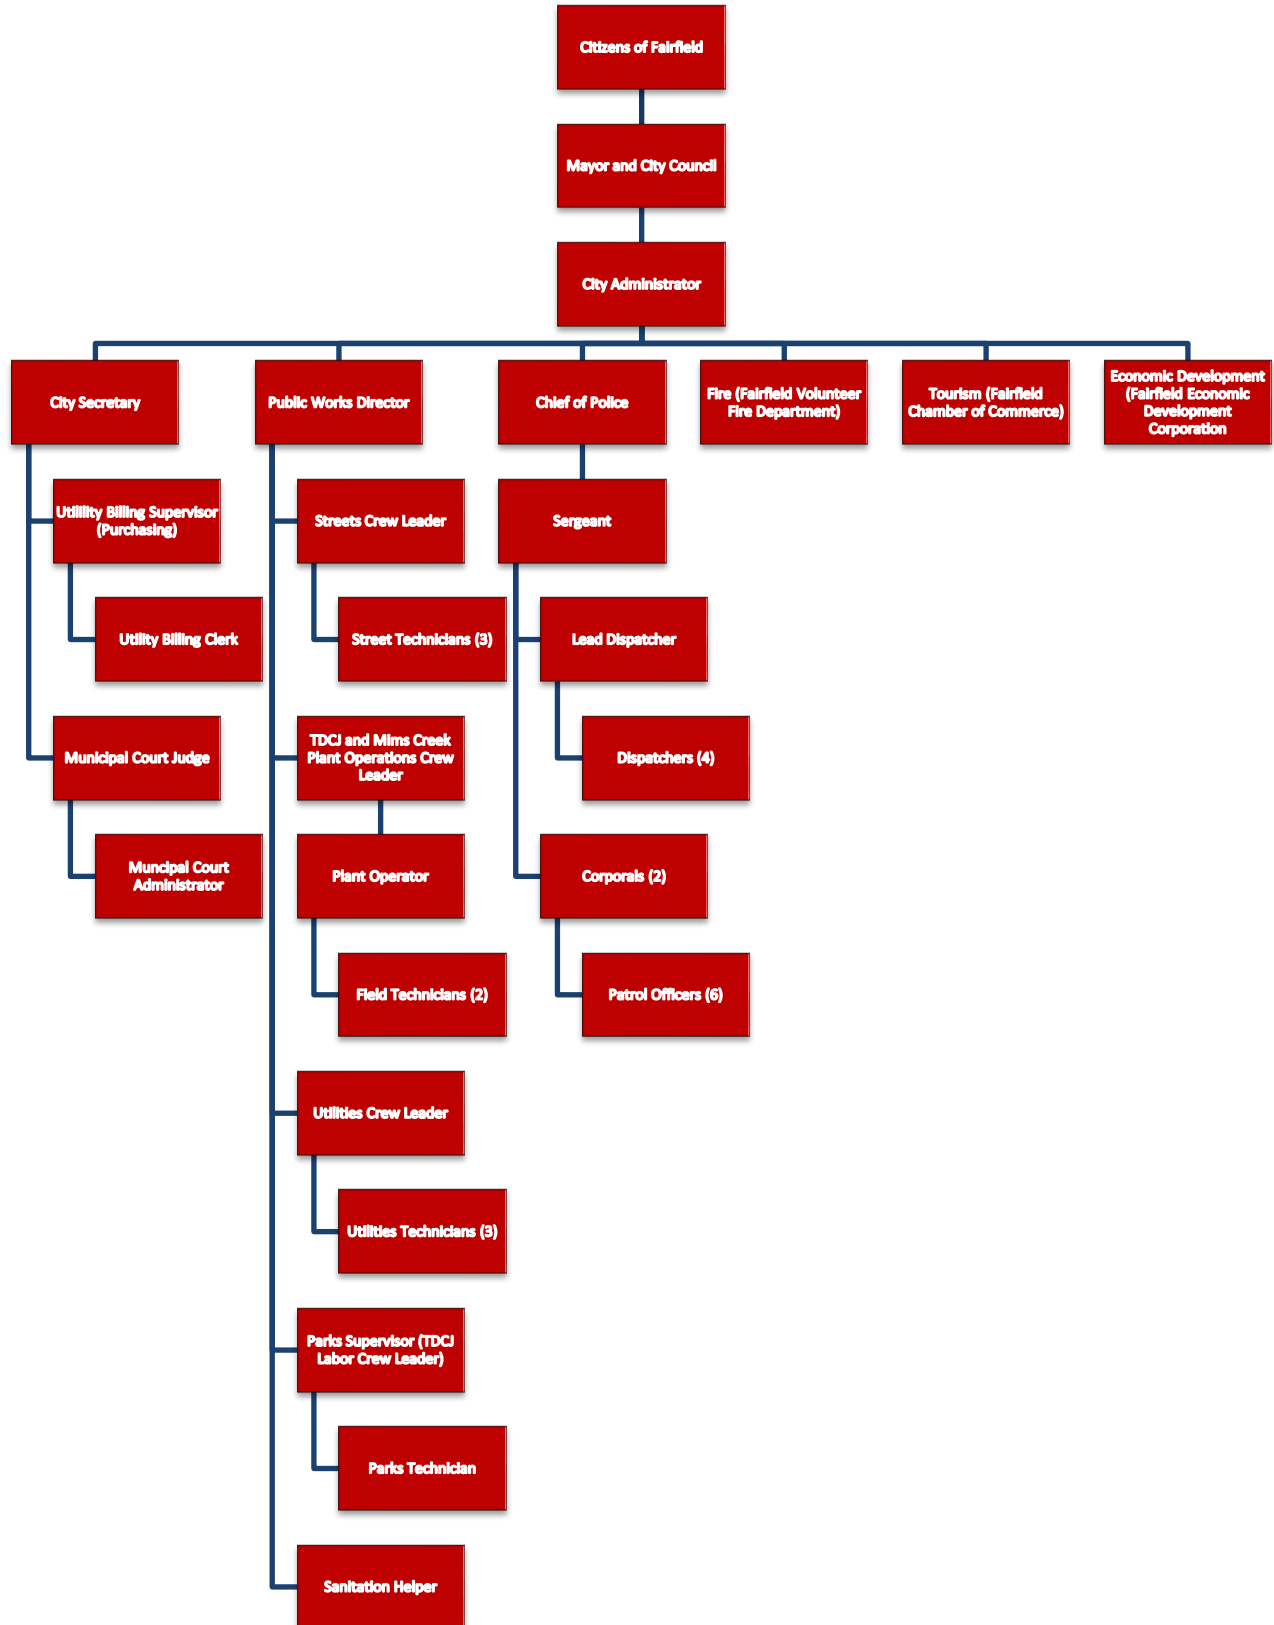 Citizens of Fairfield
Mayor and City Council
City Administrator
City Secretary
Public Works Director
Chief of Police
Fire (Fairfield Volunteer
Fire Department)
Tourism (Fairfield
Chamber of Commerce)
Economic Development
(Fairfield Economic
Development
Corporation
Utilility Billing Supervisor
(Purchasing)
Utility Billing Clerk
Municipal Court Judge
Muncipal Court
Administrator
Streets Crew Leader
Street Technicians (3)
TDCJ and Mims Creek
Plant Operations Crew
Leader
Plant Operator
Field Technicians (2)
Utilities Crew Leader
Utilities Technicians (3)
Parks Supervisor (TDCJ
Labor Crew Leader)
Parks Technician
Sanitation Helper
Sergeant
Lead Dispatcher
Dispatchers (4)
Corporals (2)
Patrol Officers (6)